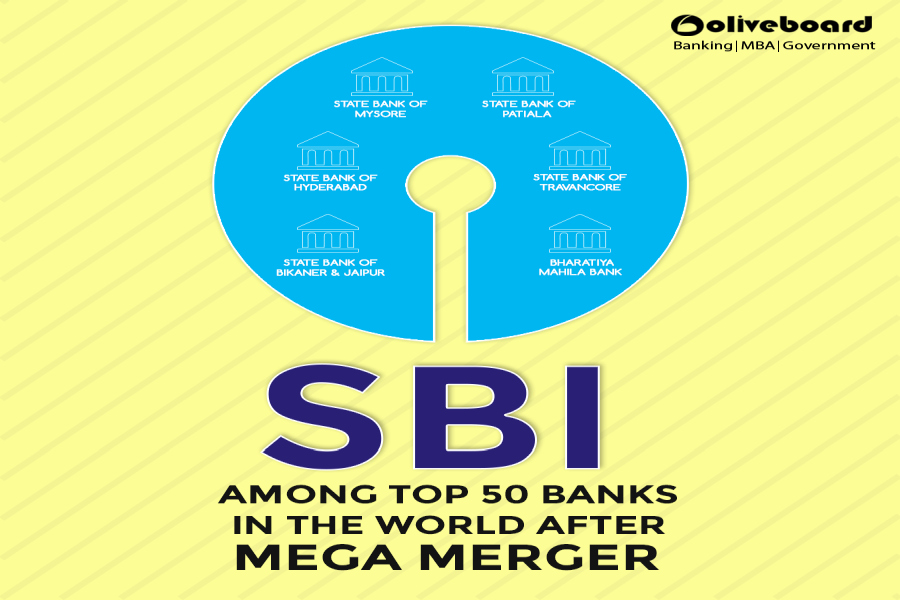 oliveboard
Banking|MBA|Government
STATE BANK OF
MYSORE
STATE BANK OF
PATIALA
STATE BANK OF
HYDERABAD
STATE BANK OF
TRAVANCORE
STATE BANK OF
BIKANER & JAIPUR
BHARATIYA
MAHILA BANK
SBI
AMONG TOP 50 BANKS
IN THE WORLD AFTER
MEGA MERGER